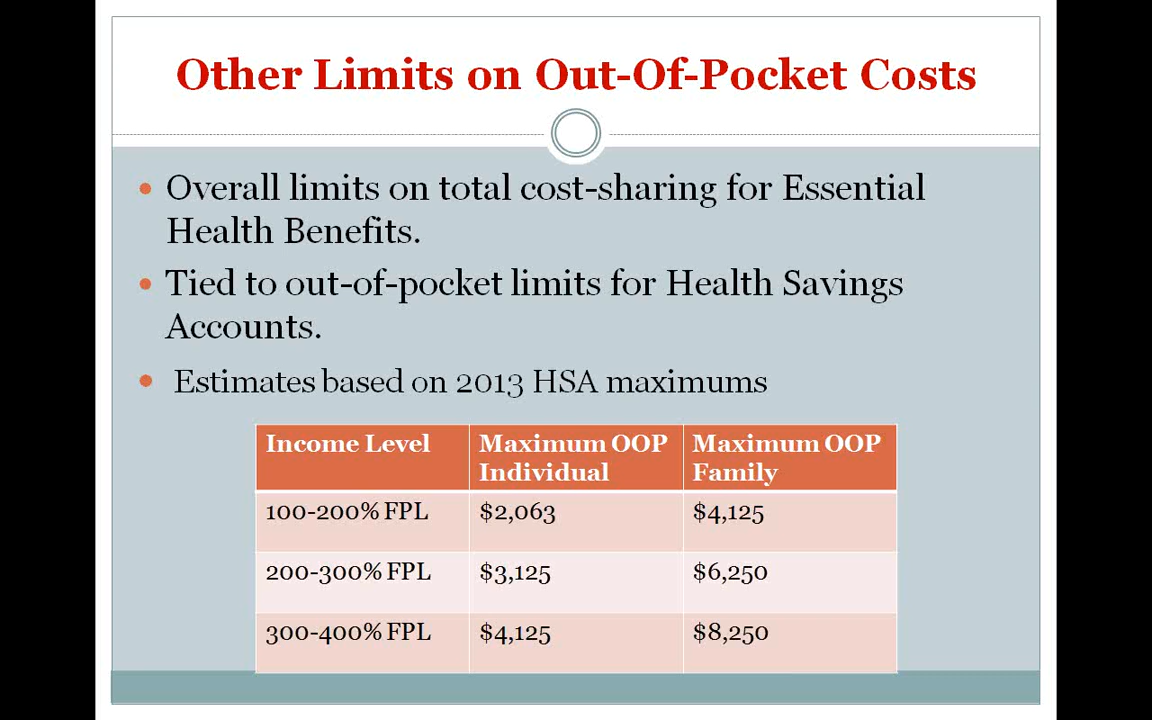 Other Limits on Out-Of-Pocket Costs
• Overall limits on total cost-sharing for Essential
Health Benefits.
• Tied to out-of-pocket limits for Health Savings
Accounts.
• Estimates based on 2013 HSA maximums
Income Level Maximum OOP Individual Maximum OOP Family
100-200% FPL $2,063 $4,125
200-300% FPL $3,125 $6,250
300-400% FPL $4,125 $8,250